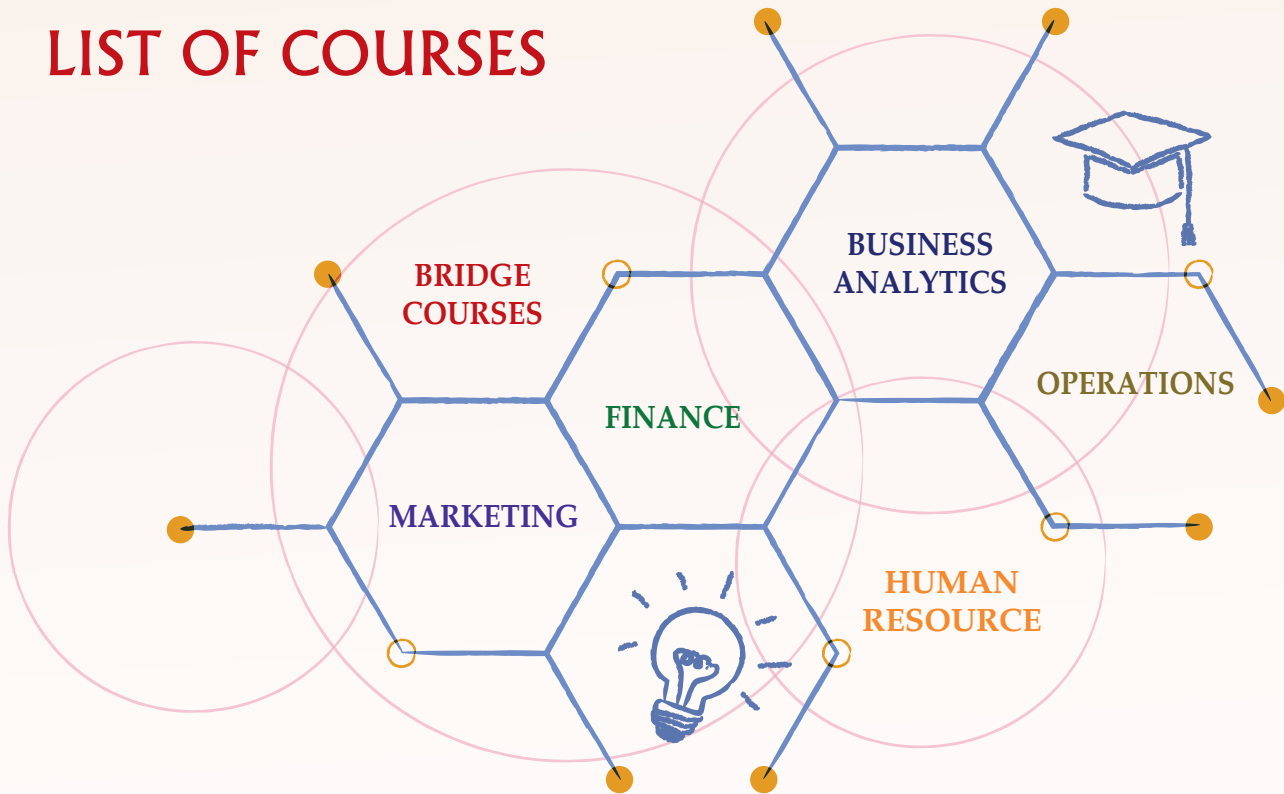 LIST OF COURSES
BUSINESS
ANALYTICS
BRIDGE
COURSES
OPERATIONS
FINANCE
MARKETING
HUMAN
RESOURCE